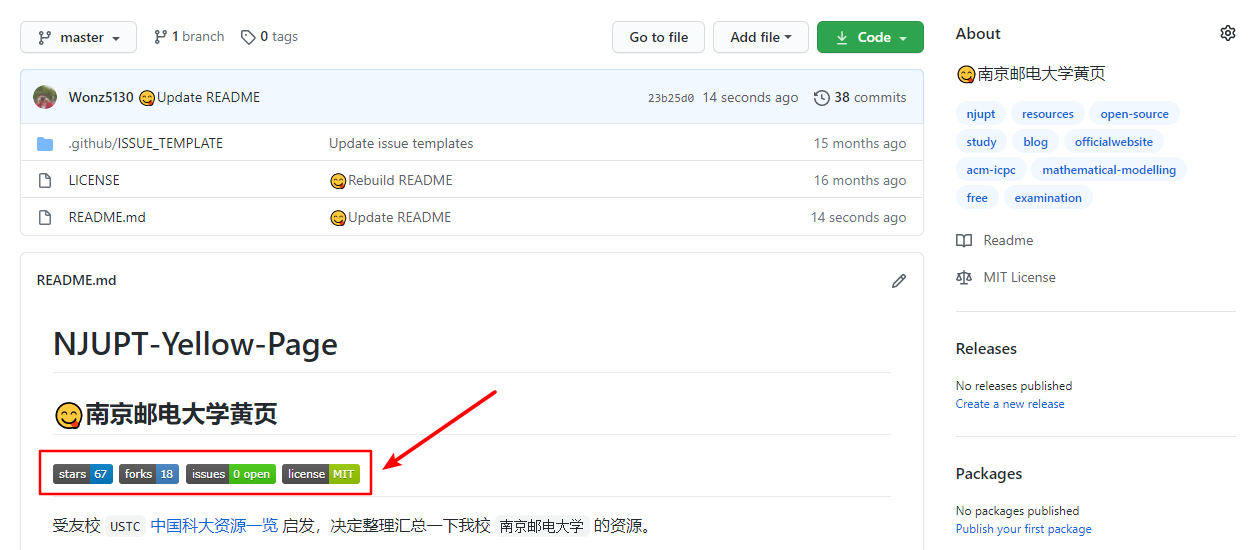 master 1 branch 0 tags Go to file Add file Code
Wonz5130 😋Update README 23b25d0 14 seconds ago 38 commits
.github/ISSUE_TEMPLATE Update issue templates 15 months ago
LICENSE 😋Rebuild README 16 months ago
README.md 😋Update README 14 seconds ago
README.md
NJUPT-Yellow-Page
😋南京邮电大学黄页
stars 67 forks 18 issues 0 open license MIT
受友校 USTC 中国科大资源一览 启发，决定整理汇总一下我校 南京邮电大学 的资源。
About
😋南京邮电大学黄页
njupt resources open-source
study blog officialwebsite
acm-icpc mathematical-modelling
free examination
Readme
MIT License
Releases
No releases published
Create a new release
Packages
No packages published
Publish your first package